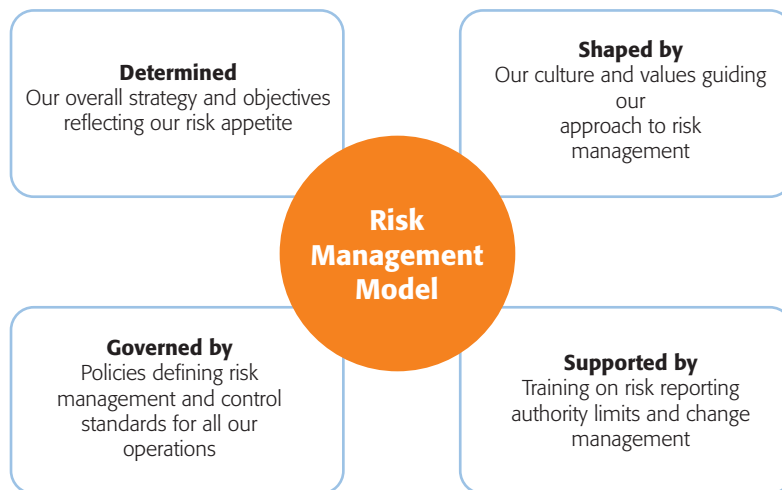 Determined
Our overall strategy and objectives
reflecting our risk appetite
Shaped by
Our culture and values guiding
our
approach to risk
management
Risk
Management
Model
Governed by
Policies defining risk
management and control
standards for all our
operations
Supported by
Training on risk reporting
authority limits and change
management